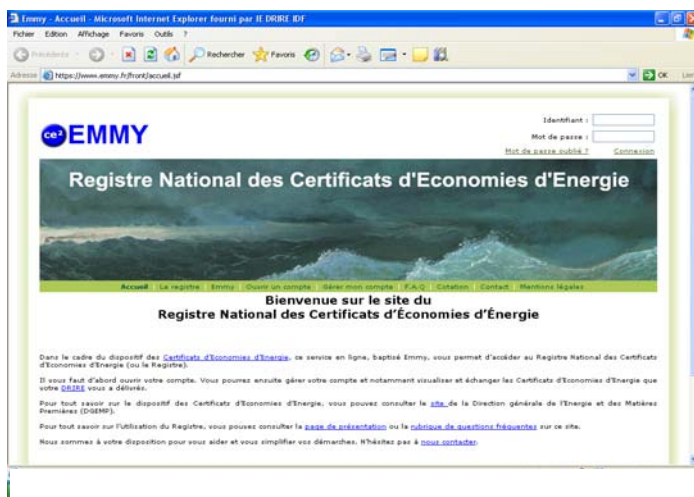 Emmy - Accueil - Microsoft Internet Explorer fourni par IE DRIRE IDF
Fichier Edition Affichage Favoris Outils ?
Précédente Rechercher Favoris
Adresse https://www.emmy.fr/front/accueil.jsf OK Liens
Identifiant :
ce² EMMY
Mot de passe :
Mot de passe oublié ? Connexion
Registre National des Certificats d'Economies d'Energie
Accueil Le registre Emmy Ouvrir un compte Gérer mon compte F.A.Q Cotation Contact Mentions légales
Bienvenue sur le site du
Registre National des Certificats d'Économies d'Énergie
Dans le cadre du dispositif des Certificats d'Economies d'Energie, ce service en ligne, baptisé Emmy, vous permet d'accéder au Registre National des Certificats
d'Economies d'Energie (ou le Registre).
Il vous faut d'abord ouvrir votre compte. Vous pourrez ensuite gérer votre compte et notamment visualiser et échanger les Certificats d'Economies d'Energie que
votre DRIRE vous a délivrés.
Pour tout savoir sur le dispositif des Certificats d'Economies d'Energie, vous pouvez consulter le site de la Direction générale de l'Energie et des Matières
Premières (DGEMP).
Pour tout savoir sur l'utilisation du Registre, vous pouvez consulter la page de présentation ou la rubrique de questions fréquentes sur ce site.
Nous sommes à votre disposition pour vous aider et vous simplifier vos démarches. N'hésitez pas à nous contacter.